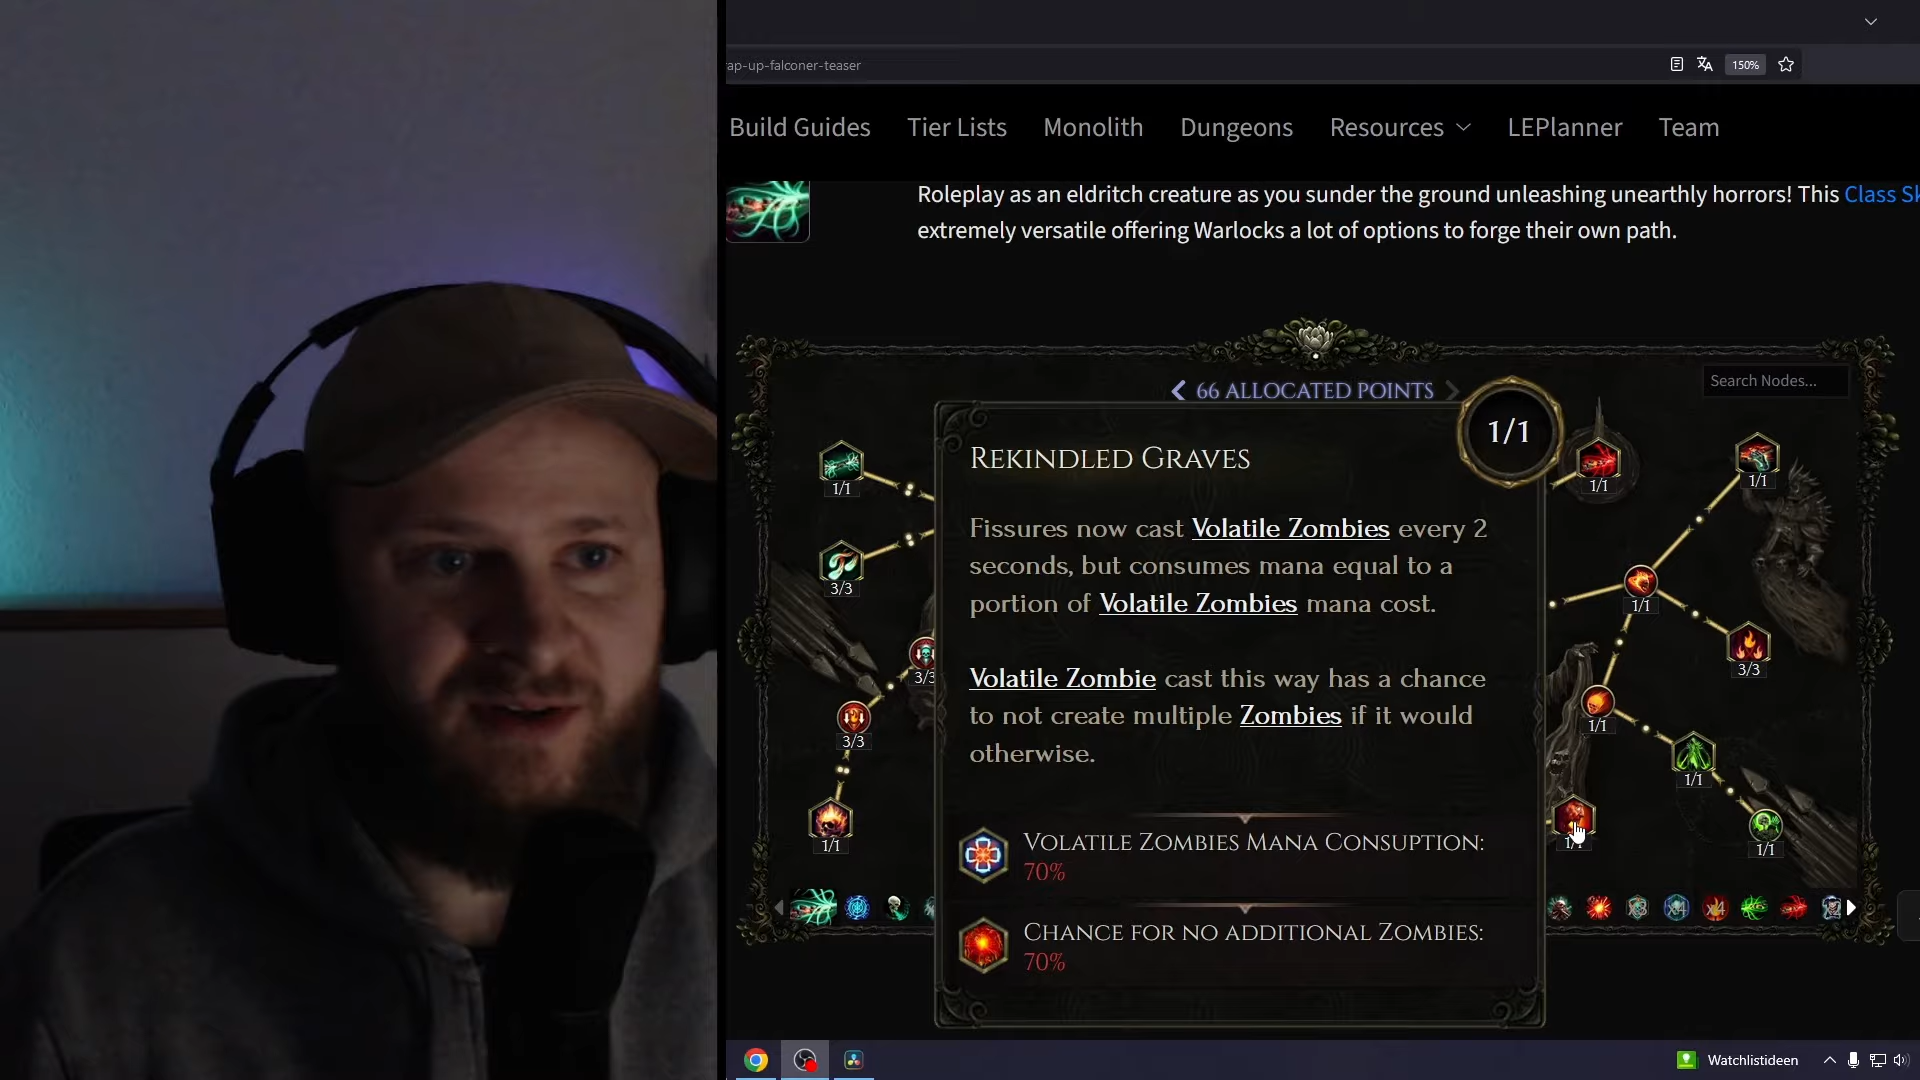 ap-up-falconer-teaser
150%
Build Guides Tier Lists Monolith Dungeons Resources LEPlanner Team
Roleplay as an eldritch creature as you sunder the ground unleashing unearthly horrors! This Class Sk
extremely versatile offering Warlocks a lot of options to forge their own path.
66 ALLOCATED POINTS
Search Nodes...
1/1
REKINDLED GRAVES
Fissures now cast Volatile Zombies every 2
seconds, but consumes mana equal to a
portion of Volatile Zombies mana cost.
Volatile Zombie cast this way has a chance
to not create multiple Zombies if it would
otherwise.
VOLATILE ZOMBIES MANA CONSUPTION:
70%
CHANCE FOR NO ADDITIONAL ZOMBIES:
70%
1/1
3/3
3/3
3/3
1/1
1/1
1/1
1/1
3/3
1/1
1/1
1/1
1/1
x4
Watchlistideen